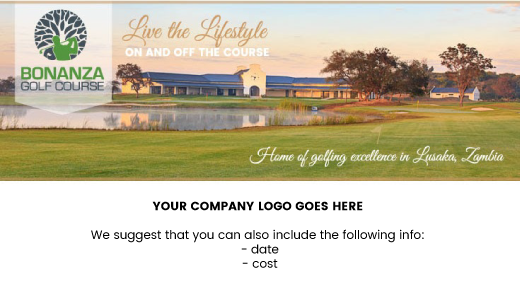 Live the Lifestyle
ON AND OFF THE COURSE
BONANZA
GOLF COURSE
Home of golfing excellence in Lusaka, Zambia
YOUR COMPANY LOGO GOES HERE
We suggest that you can also include the following info:
- date
- cost